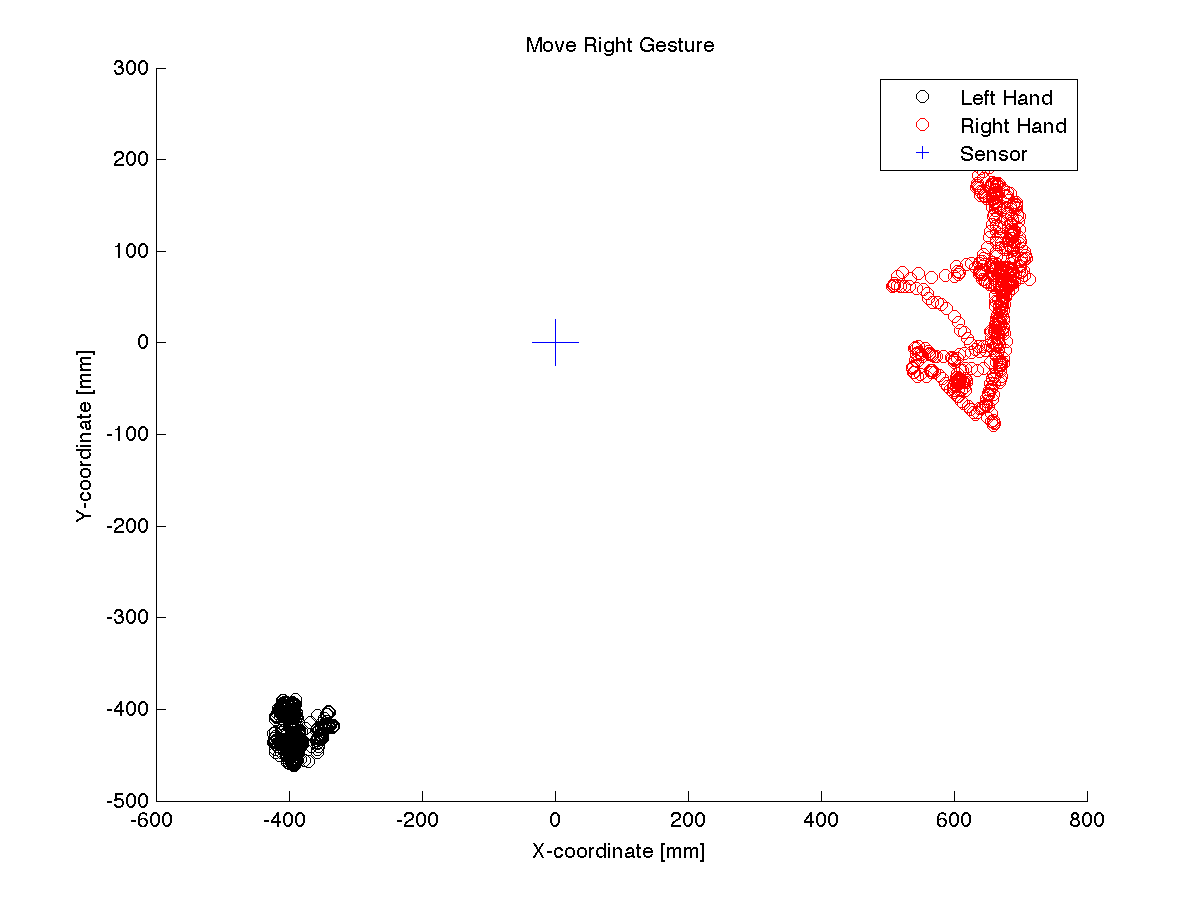 Move Right Gesture
300
200
100
0
-100
-200
-300
-400
-500
Y-coordinate [mm]
Left Hand
Right Hand
Sensor
-600 -400 -200 0 200 400 600 800
X-coordinate [mm]